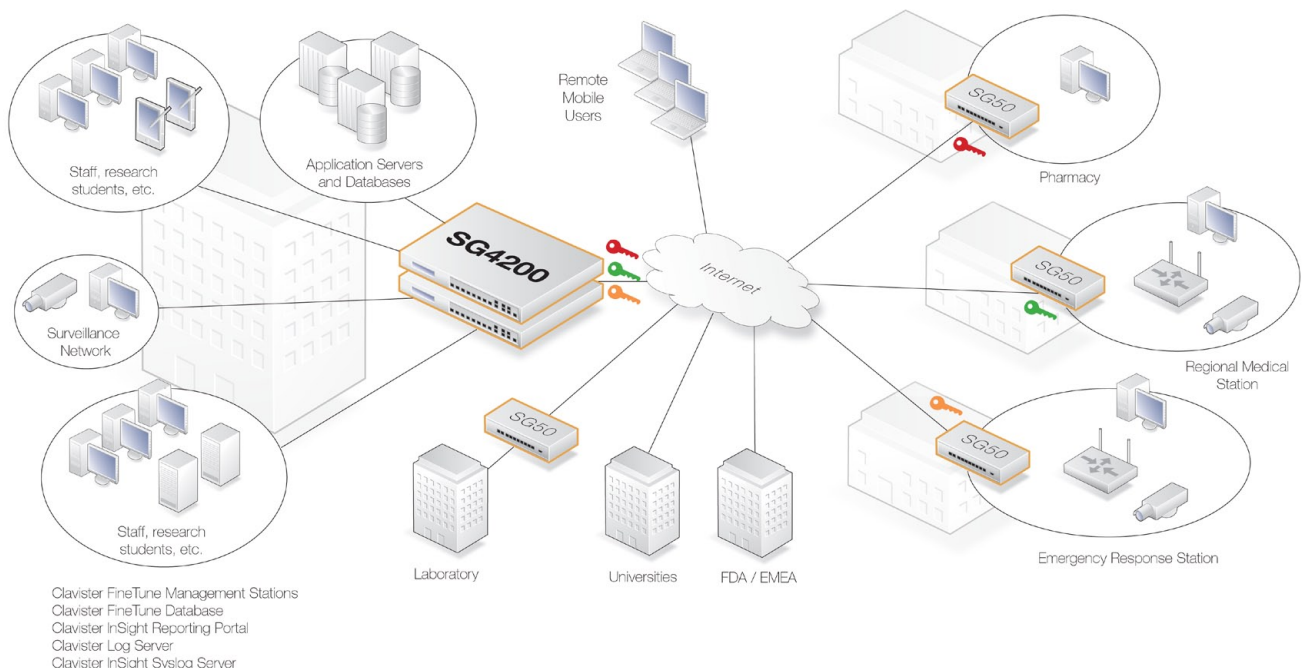 Staff, research
students, etc.
Application Servers
and Databases
Remote
Mobile
Users
SG50
Pharmacy
SG4200
Internet
SG50
Regional Medical
Station
Surveillance
Network
SG50
Emergency Response Station
SG50
Staff, research
students, etc.
Laboratory
Universities
FDA / EMEA
Clavister FineTune Management Stations
Clavister FineTune Database
Clavister InSight Reporting Portal
Clavister Log Server
Clavister InSight Syslog Server